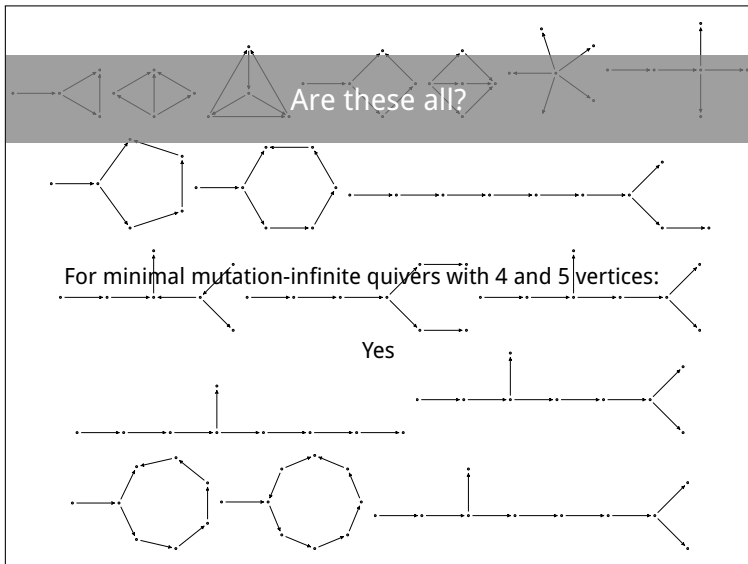 Are these all?
For minimal mutation-infinite quivers with 4 and 5 vertices:
Yes